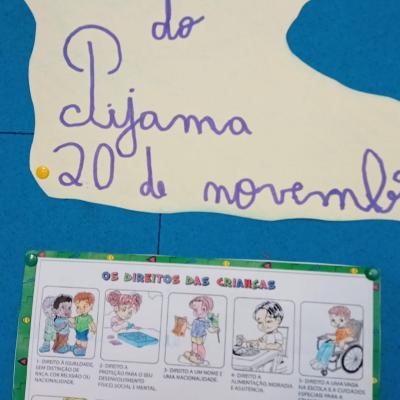 do
Pijama
20 de novemb
OS DIREITOS DAS CRIANÇAS
1- DIREITO À IGUALDADE,
SEM DISTINÇÃO DE
RAÇA, COR RELIGIÃO OU
NACIONALIDADE.
2- DIREITO A
PROTEÇÃO PARA O SEU
DESENVOLVIMENTO
FÍSICO, SOCIAL E MENTAL.
3- DIREITO A UM NOME E
UMA NACIONALIDADE.
4- DIREITO A
ALIMENTAÇÃO, MORADIA
E ASSITENCIA.
5- DIREITO A UMA VAGA
NA ESCOLA E A CUIDADOS
ESPECIAIS PARA A